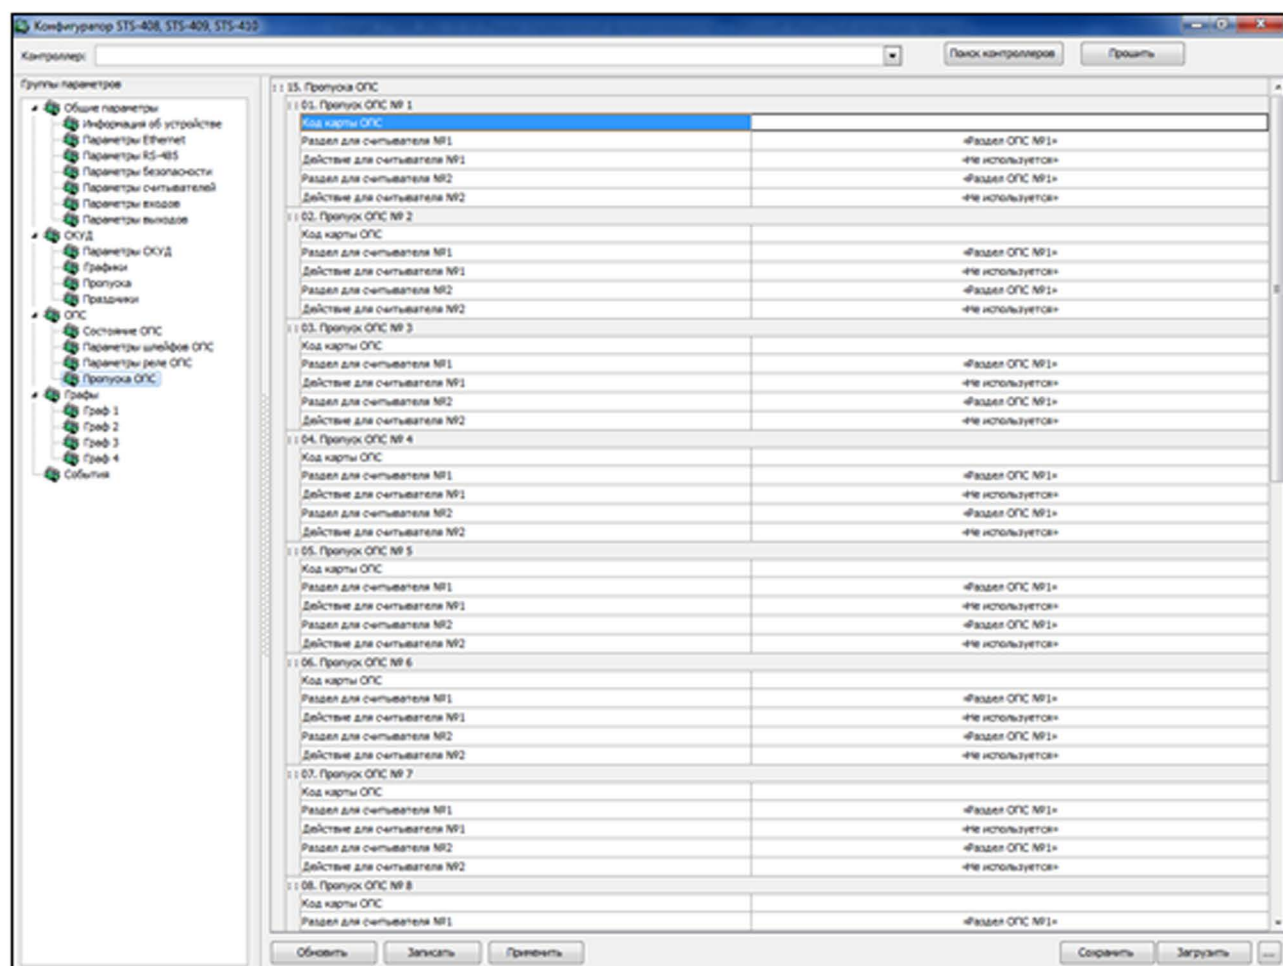 Конфигуратор STS-408, STS-409, STS-410
Контроллер:
Поиск контроллеров
Прошить
Группы параметров
Общие параметры
Информация об устройстве
Параметры Ethernet
Параметры RS-485
Параметры безопасности
Параметры считывателей
Параметры входов
Параметры выходов
СКУД
Параметры СКУД
Графики
Пропуска
Праздники
ОПС
Состояние ОПС
Параметры шлейфов ОПС
Параметры реле ОПС
Пропуска ОПС
Графы
Граф 1
Граф 2
Граф 3
Граф 4
События
15. Пропуска ОПС
01. Пропуск ОПС № 1
Код карты ОПС
Раздел для считывателя №1 «Раздел ОПС №1»
Действие для считывателя №1 «Не используется»
Раздел для считывателя №2 «Раздел ОПС №1»
Действие для считывателя №2 «Не используется»
02. Пропуск ОПС № 2
Код карты ОПС
Раздел для считывателя №1 «Раздел ОПС №1»
Действие для считывателя №1 «Не используется»
Раздел для считывателя №2 «Раздел ОПС №1»
Действие для считывателя №2 «Не используется»
03. Пропуск ОПС № 3
Код карты ОПС
Раздел для считывателя №1 «Раздел ОПС №1»
Действие для считывателя №1 «Не используется»
Раздел для считывателя №2 «Раздел ОПС №1»
Действие для считывателя №2 «Не используется»
04. Пропуск ОПС № 4
Код карты ОПС
Раздел для считывателя №1 «Раздел ОПС №1»
Действие для считывателя №1 «Не используется»
Раздел для считывателя №2 «Раздел ОПС №1»
Действие для считывателя №2 «Не используется»
05. Пропуск ОПС № 5
Код карты ОПС
Раздел для считывателя №1 «Раздел ОПС №1»
Действие для считывателя №1 «Не используется»
Раздел для считывателя №2 «Раздел ОПС №1»
Действие для считывателя №2 «Не используется»
06. Пропуск ОПС № 6
Код карты ОПС
Раздел для считывателя №1 «Раздел ОПС №1»
Действие для считывателя №1 «Не используется»
Раздел для считывателя №2 «Раздел ОПС №1»
Действие для считывателя №2 «Не используется»
07. Пропуск ОПС № 7
Код карты ОПС
Раздел для считывателя №1 «Раздел ОПС №1»
Действие для считывателя №1 «Не используется»
Раздел для считывателя №2 «Раздел ОПС №1»
Действие для считывателя №2 «Не используется»
08. Пропуск ОПС № 8
Код карты ОПС
Раздел для считывателя №1 «Раздел ОПС №1»
Обновить
Записать
Применить
Сохранить
Загрузить
...